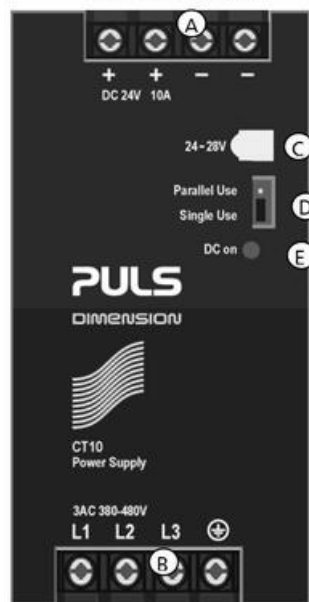 A
+ + − −
DC 24V 10A
24-28V
C
Parallel Use
Single Use
D
DC on
E
PULS
DIMENSION
CT10
Power Supply
3AC 380-480V
L1 L2 L3
B